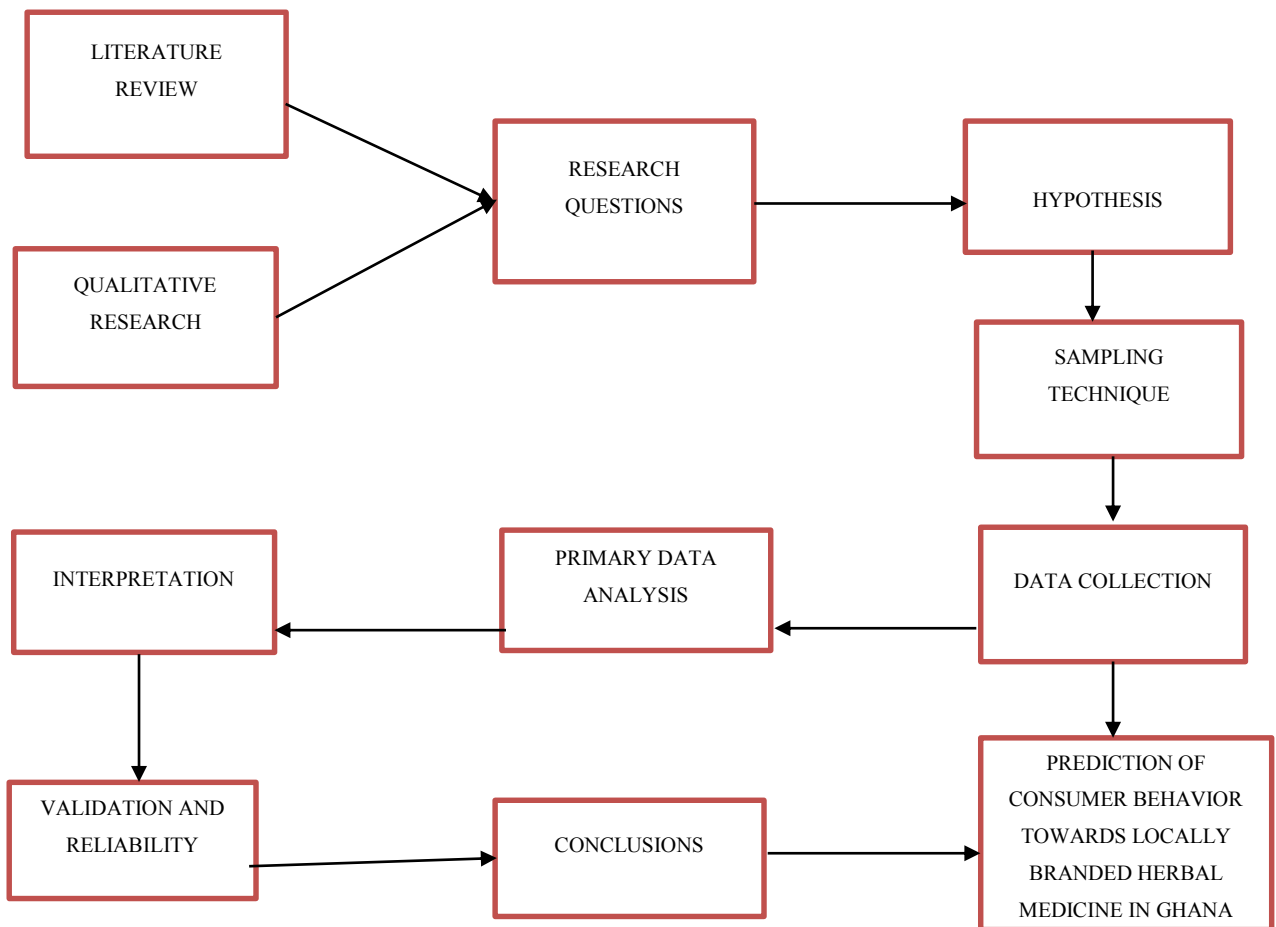 LITERATURE
REVIEW
QUALITATIVE
RESEARCH
RESEARCH
QUESTIONS
HYPOTHESIS
SAMPLING
TECHNIQUE
DATA COLLECTION
PRIMARY DATA
ANALYSIS
INTERPRETATION
VALIDATION AND
RELIABILITY
CONCLUSIONS
PREDICTION OF
CONSUMER BEHAVIOR
TOWARDS LOCALLY
BRANDED HERBAL
MEDICINE IN GHANA